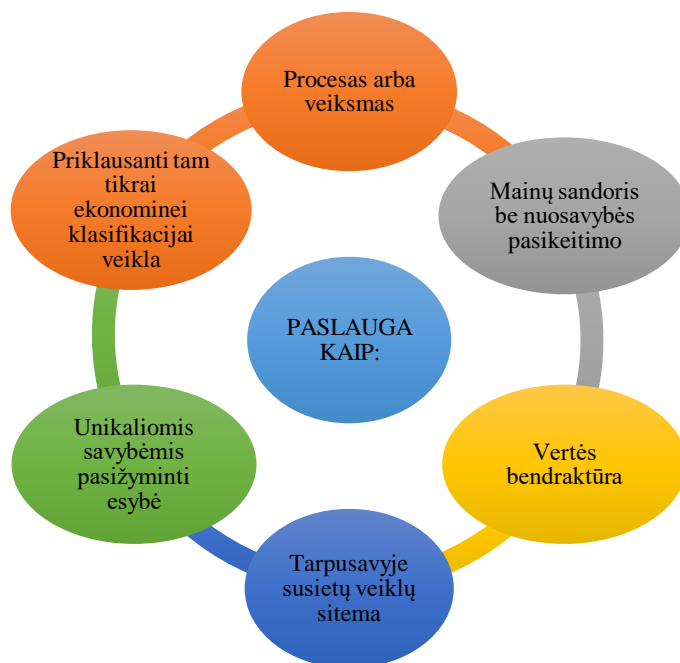 Procesas arba
veiksmas
Mainų sandoris
be nuosavybės
pasikeitimo
Vertės
bendraktūra
Tarpusavyje
susietų veiklų
sitema
Unikaliomis
savybėmis
pasižyminti
esybė
Priklausanti tam
tikrai
ekonominei
klasifikacijai
veikla
PASLAUGA
KAIP: